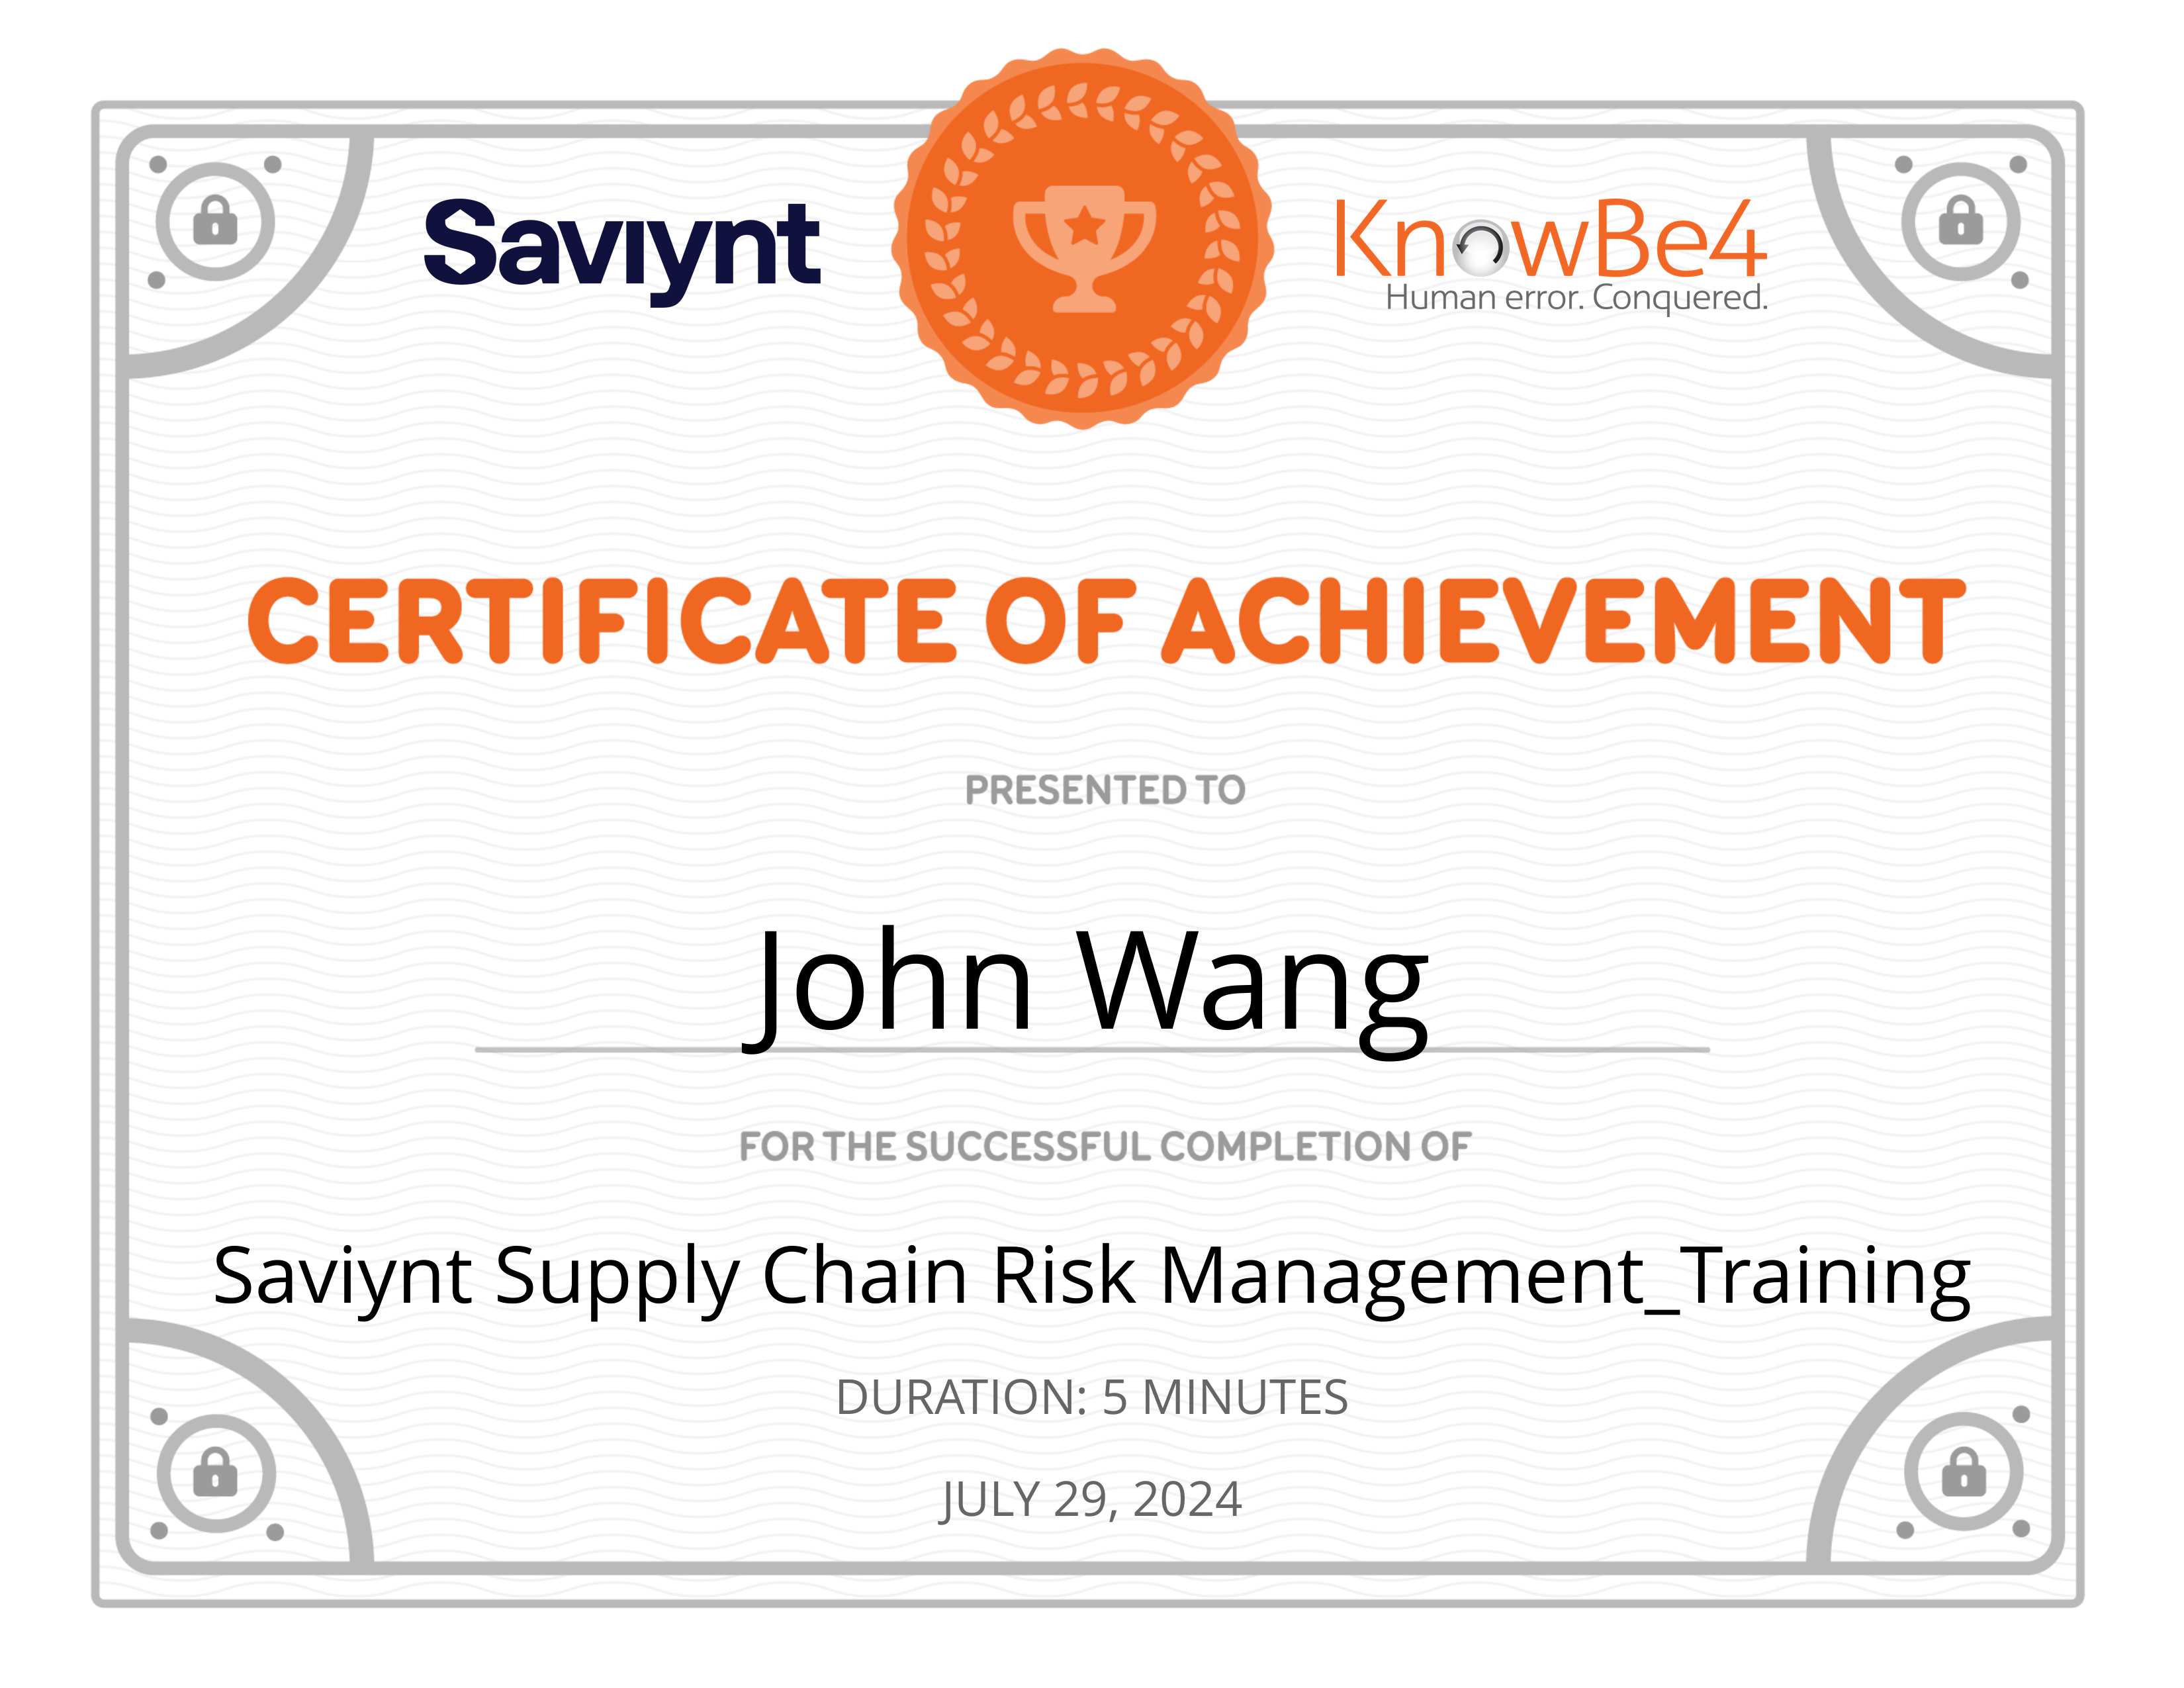 Saviynt
KnowBe4
Human error. Conquered.
CERTIFICATE OF ACHIEVEMENT
PRESENTED TO
John Wang
FOR THE SUCCESSFUL COMPLETION OF
Saviynt Supply Chain Risk Management_Training
DURATION: 5 MINUTES
JULY 29, 2024